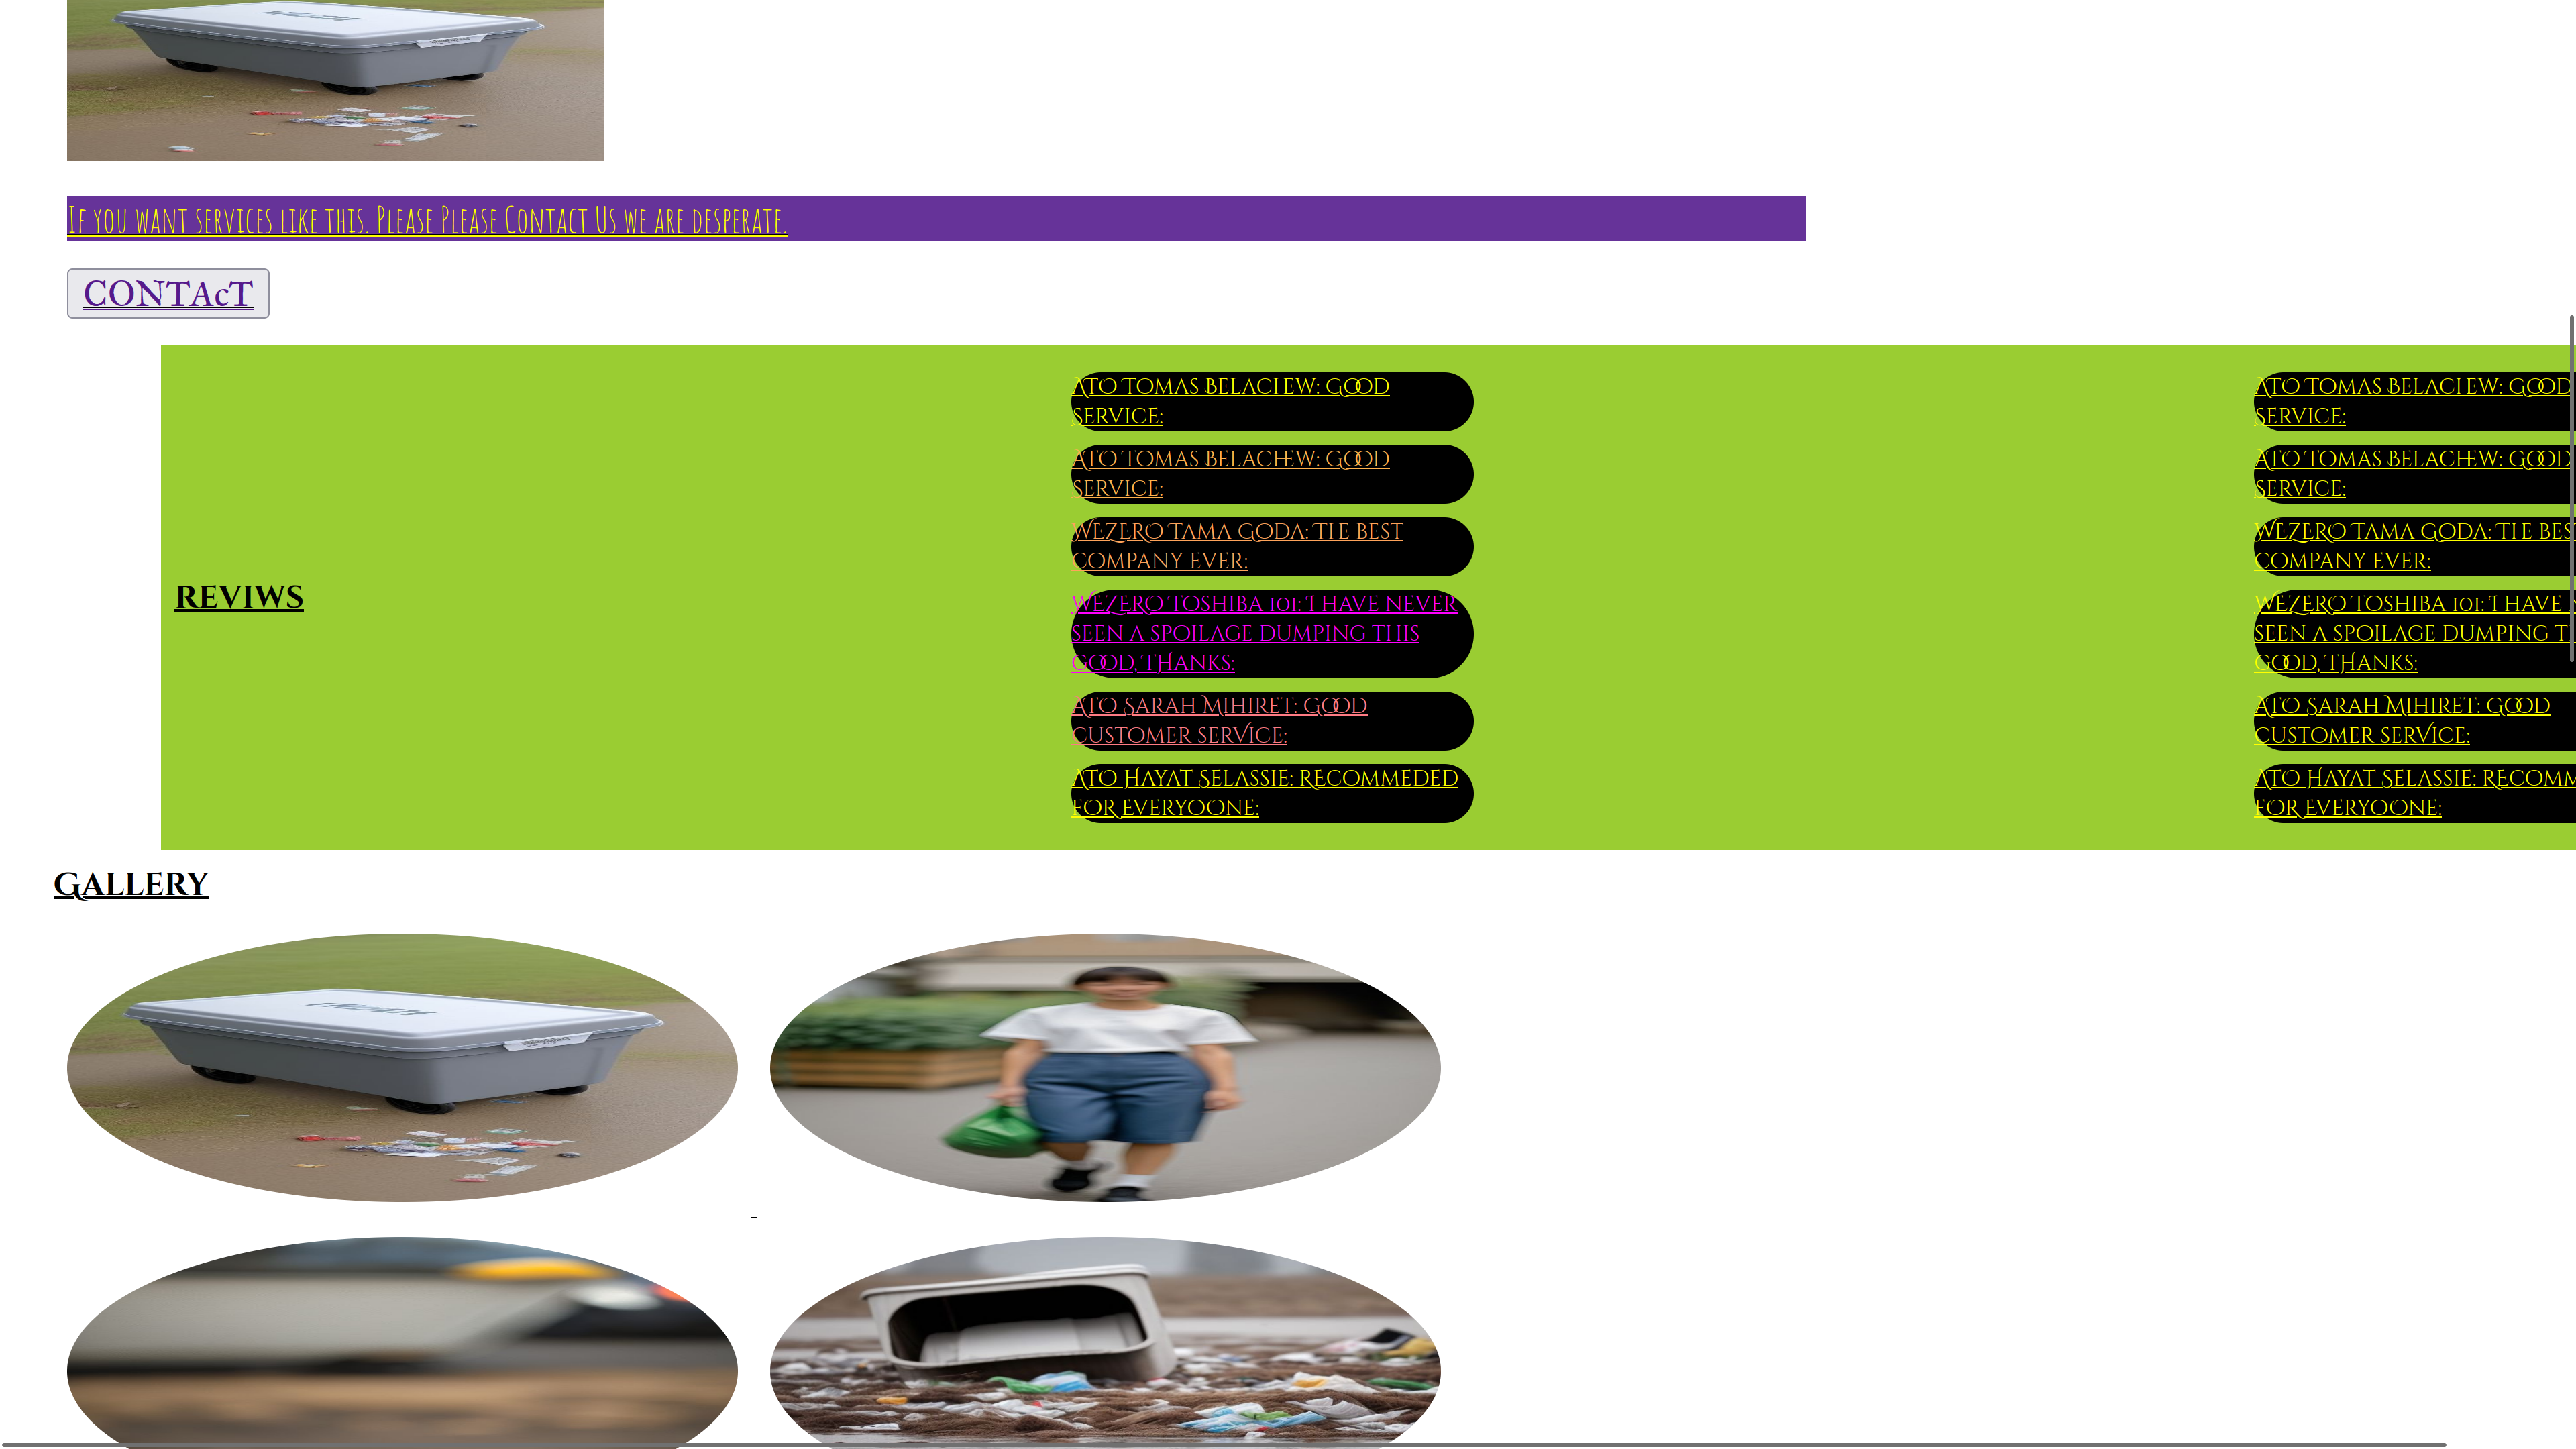 If you want services like this. Please Please Contact Us we are desperate.
CONTAcT
REVIWS
Ato Tomas Belachew: Good
Service:
Ato Tomas Belachew: Good
Service:
Wezero Tama Goda: The best
company ever:
Wezero Toshiba 101: I have never
seen a spoilage dumping this
good, Thanks:
Ato Sarah Mihiret: good
customer service:
Ato Hayat Selassie: Recommeded
for Everyoone:
Ato Tomas Belachew: Good
Service:
Ato Tomas Belachew: Good
Service:
Wezero Tama Goda: The bes
company ever:
Wezero Toshiba 101: I have
seen a spoilage dumping t
good, Thanks:
Ato Sarah Mihiret: good
customer service:
Ato Hayat Selassie: Recomm
for Everyoone:
Gallery